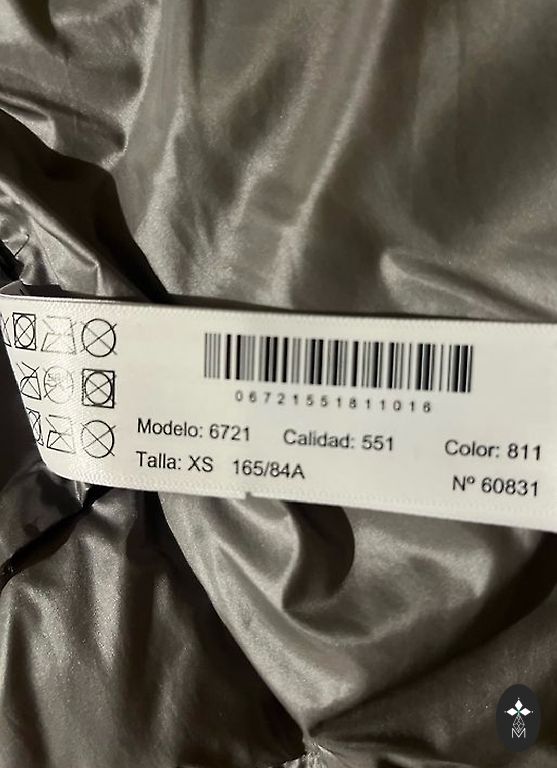 06721551811016
Modelo: 6721 Calidad: 551 Color: 811
Talla: XS 165/84A Nº 60831